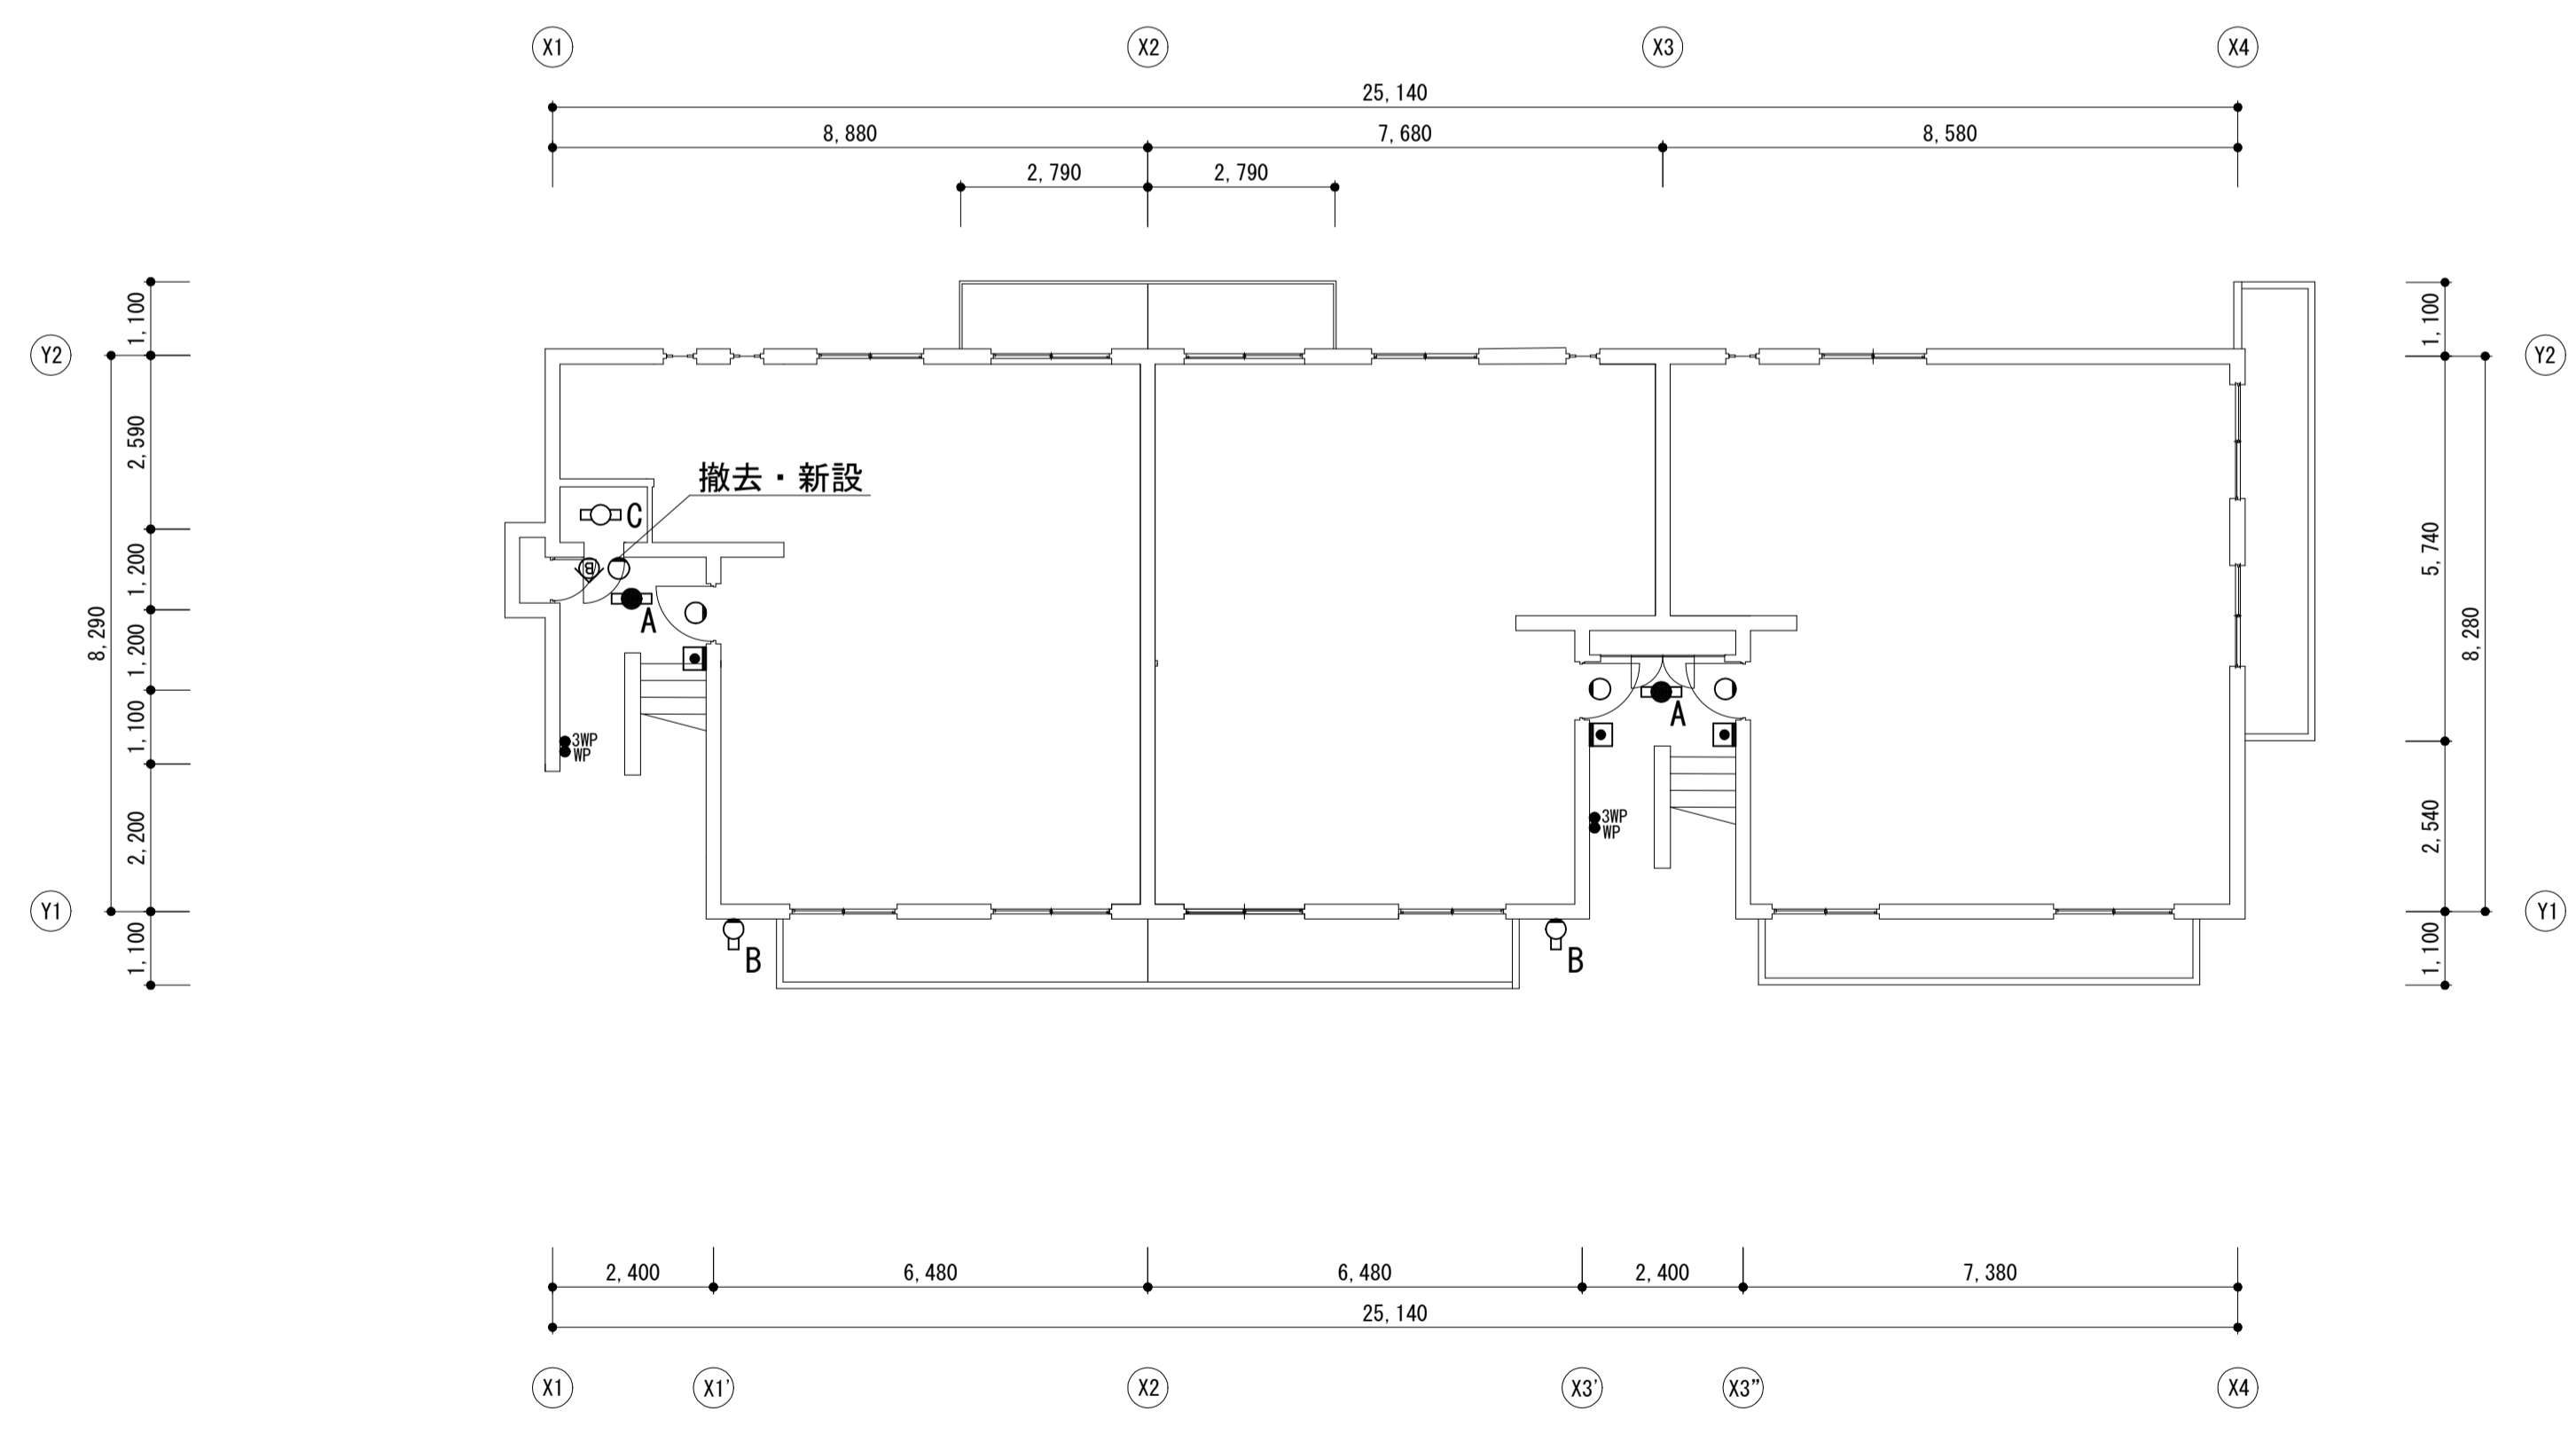 X1 X2 X3 X4
25,140
8,880 7,680 8,580
2,790 2,790
Y2 Y2
1,100
2,590
1,200
1,200
1,100
2,200
1,100
8,290
1,100
5,740
2,540
1,100
8,280
撤去・新設
C
B
A
3WP
WP
A
3WP
WP
B B
Y1 Y1
2,400 6,480 6,480 2,400 7,380
25,140
X1 X1' X2 X3' X3" X4